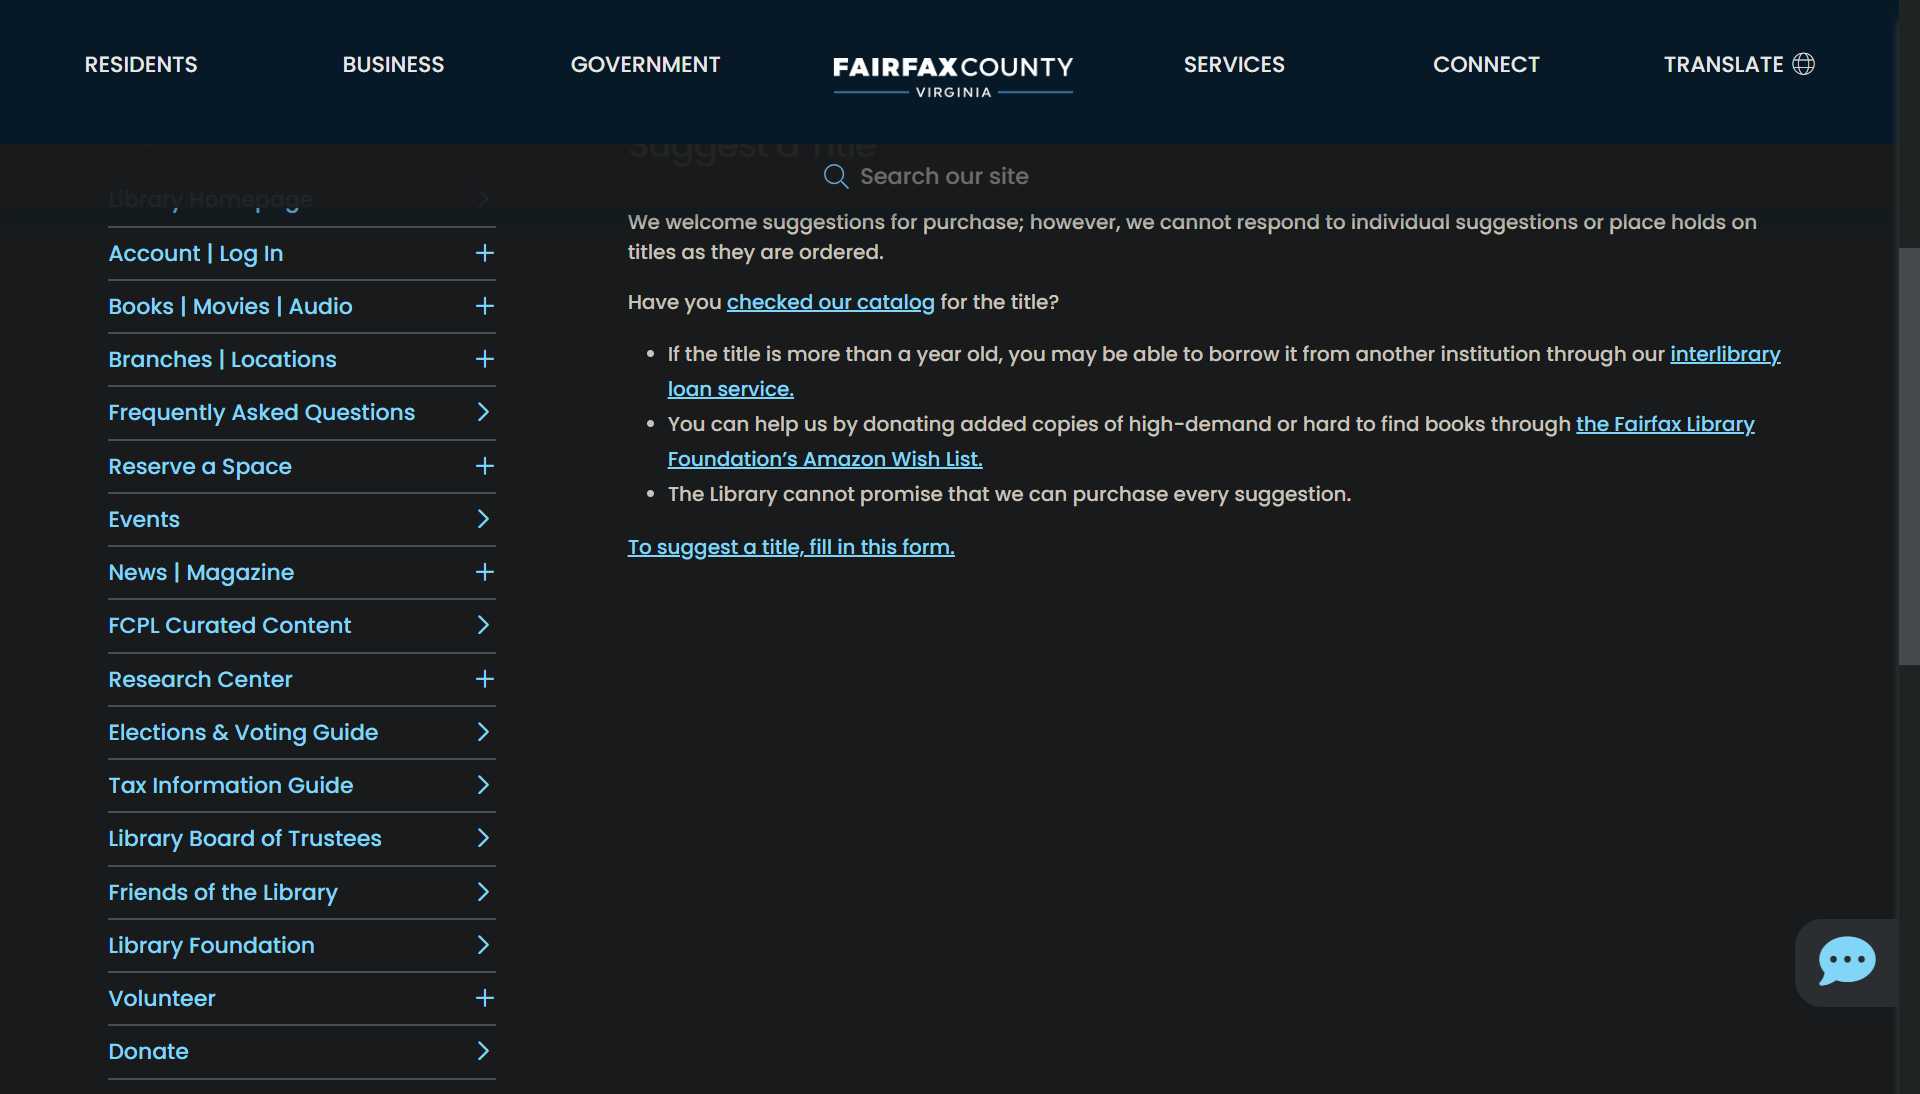 RESIDENTS
BUSINESS
GOVERNMENT
FAIRFAX COUNTY
VIRGINIA
SERVICES
CONNECT
TRANSLATE
Suggest a Title
Search our site
Library Homepage
Account | Log In
Books | Movies | Audio
Branches | Locations
Frequently Asked Questions
Reserve a Space
Events
News | Magazine
FCPL Curated Content
Research Center
Elections & Voting Guide
Tax Information Guide
Library Board of Trustees
Friends of the Library
Library Foundation
Volunteer
Donate
We welcome suggestions for purchase; however, we cannot respond to individual suggestions or place holds on
titles as they are ordered.
Have you checked our catalog for the title?
• If the title is more than a year old, you may be able to borrow it from another institution through our interlibrary
loan service.
• You can help us by donating added copies of high-demand or hard to find books through the Fairfax Library
Foundation’s Amazon Wish List.
• The Library cannot promise that we can purchase every suggestion.
To suggest a title, fill in this form.